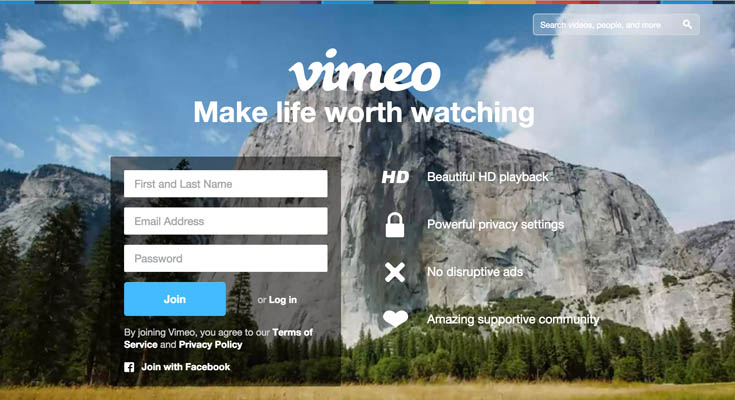 Search videos, people, and more
vimeo
Make life worth watching
First and Last Name
Email Address
Password
Join
or Log in
By joining Vimeo, you agree to our Terms of
Service and Privacy Policy
Join with Facebook
HD Beautiful HD playback
Powerful privacy settings
No disruptive ads
Amazing supportive community